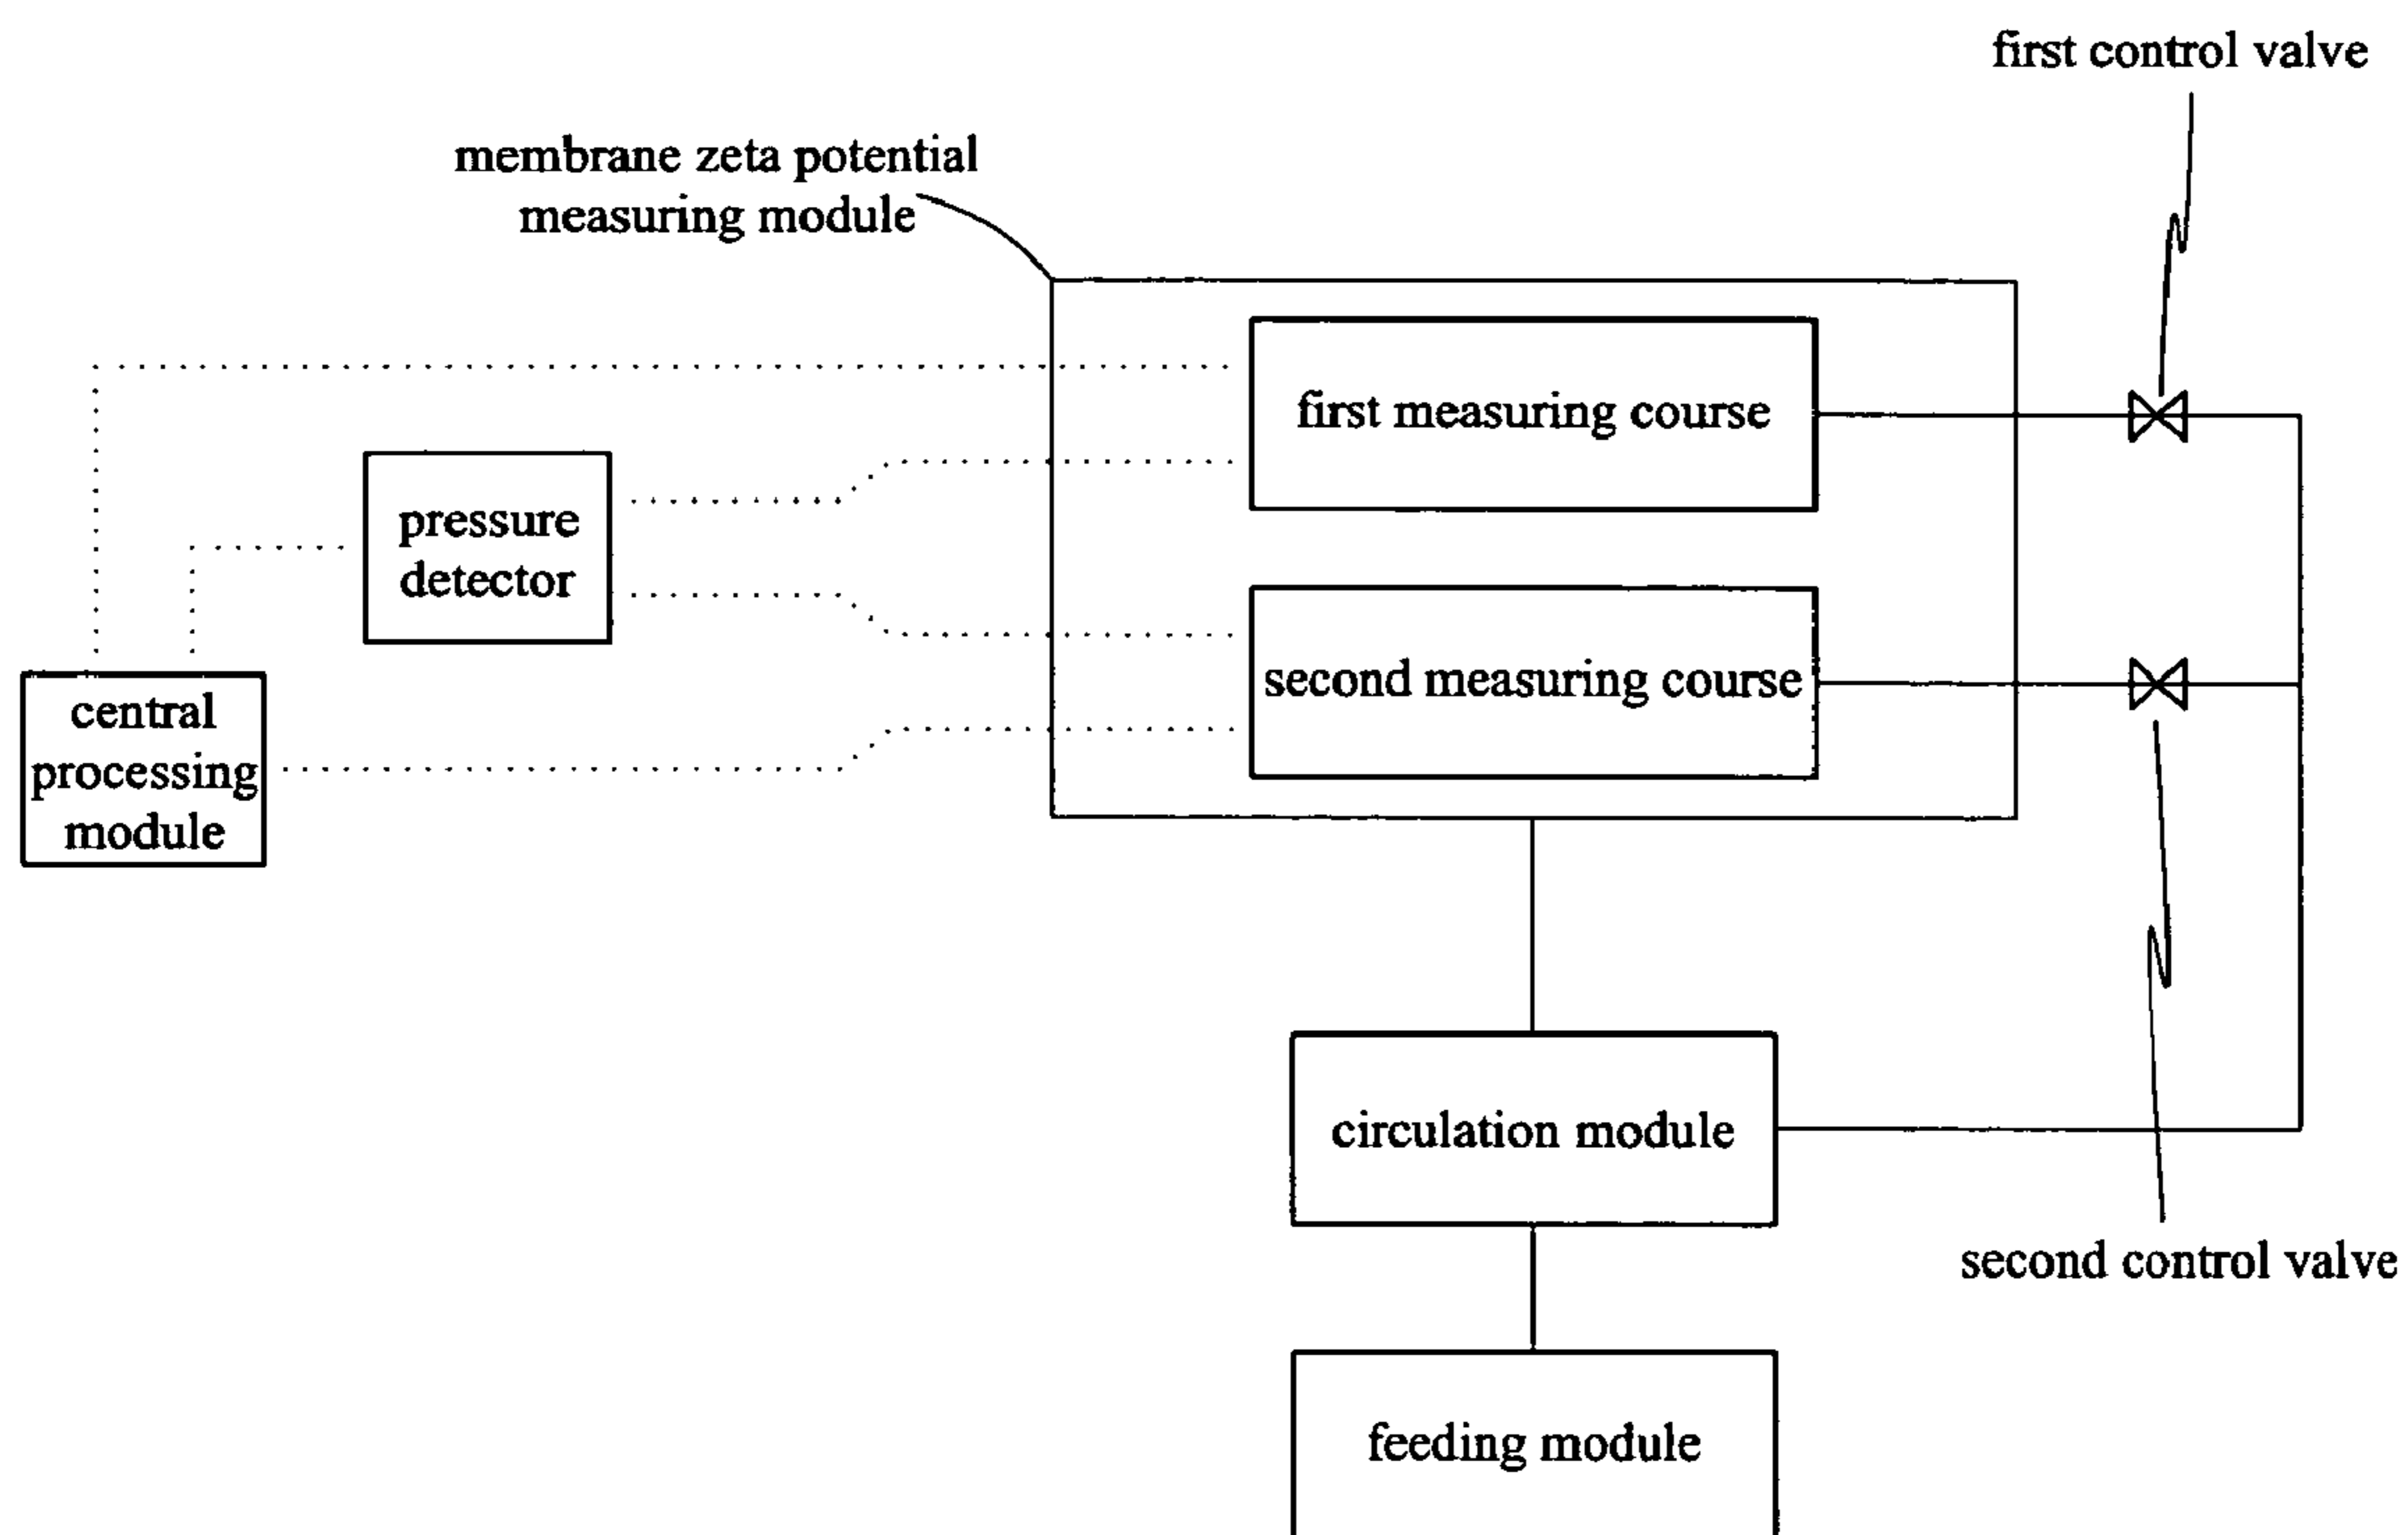 first control valve
membrane zeta potential
measuring module
first measuring course
pressure
detector
second measuring course
central
processing
module
circulation module
second control valve
feeding module